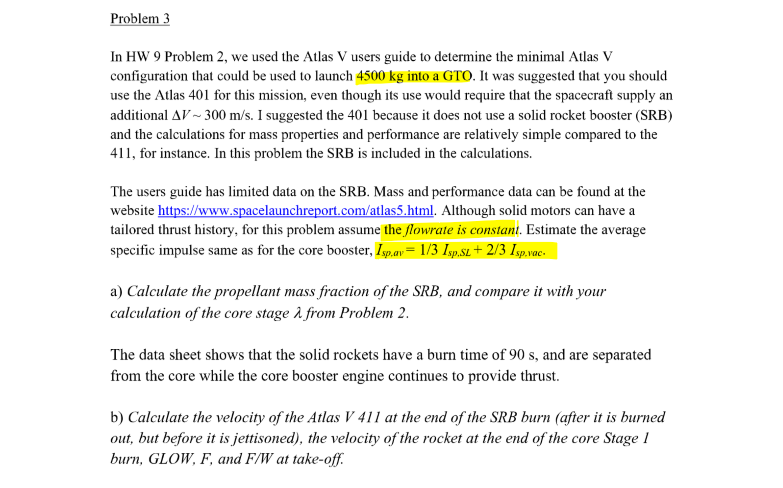 Problem 3
In HW 9 Problem 2, we used the Atlas V users guide to determine the minimal Atlas V
configuration that could be used to launch 4500 kg into a GTO. It was suggested that you should
use the Atlas 401 for this mission, even though its use would require that the spacecraft supply an
additional ΔV ~ 300 m/s. I suggested the 401 because it does not use a solid rocket booster (SRB)
and the calculations for mass properties and performance are relatively simple compared to the
411, for instance. In this problem the SRB is included in the calculations.
The users guide has limited data on the SRB. Mass and performance data can be found at the
website https://www.spacelaunchreport.com/atlas5.html. Although solid motors can have a
tailored thrust history, for this problem assume the flowrate is constant. Estimate the average
specific impulse same as for the core booster, Isp,av = 1/3 Isp,SL + 2/3 Isp,vac.
a) Calculate the propellant mass fraction of the SRB, and compare it with your
calculation of the core stage λ from Problem 2.
The data sheet shows that the solid rockets have a burn time of 90 s, and are separated
from the core while the core booster engine continues to provide thrust.
b) Calculate the velocity of the Atlas V 411 at the end of the SRB burn (after it is burned
out, but before it is jettisoned), the velocity of the rocket at the end of the core Stage 1
burn, GLOW, F, and F/W at take-off.